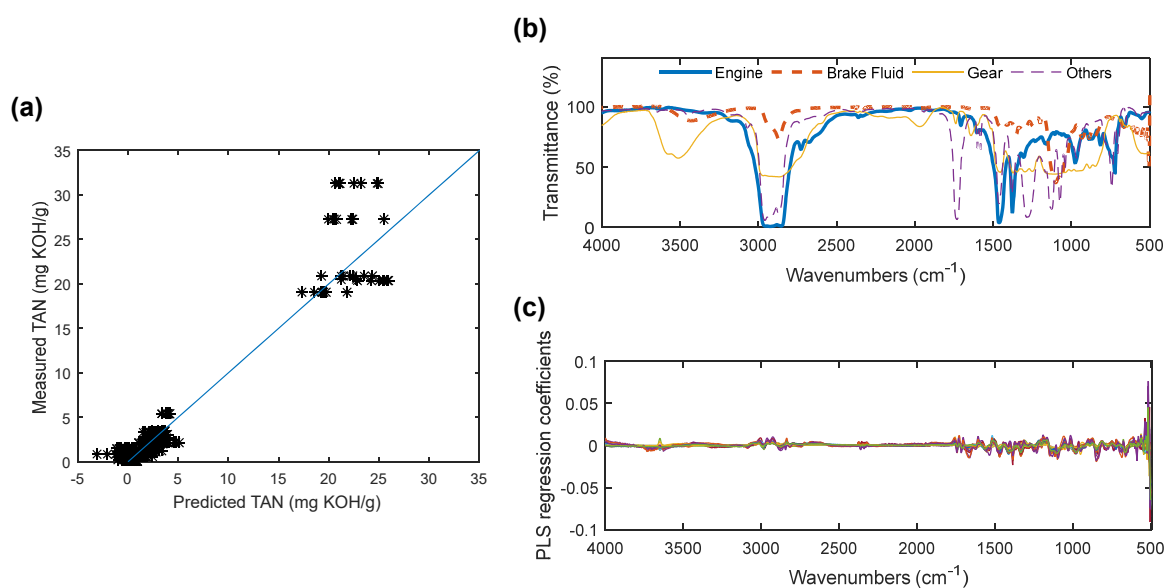 (a)
35
30
25
20
15
10
5
0
-5 0 5 10 15 20 25 30 35
Measured TAN (mg KOH/g)
Predicted TAN (mg KOH/g)
(b)
Engine Brake Fluid Gear Others
100
50
0
4000 3500 3000 2500 2000 1500 1000 500
Transmittance (%)
Wavenumbers (cm⁻¹)
(c)
0.1
0.05
0
-0.05
-0.1
4000 3500 3000 2500 2000 1500 1000 500
PLS regression coefficients
Wavenumbers (cm⁻¹)